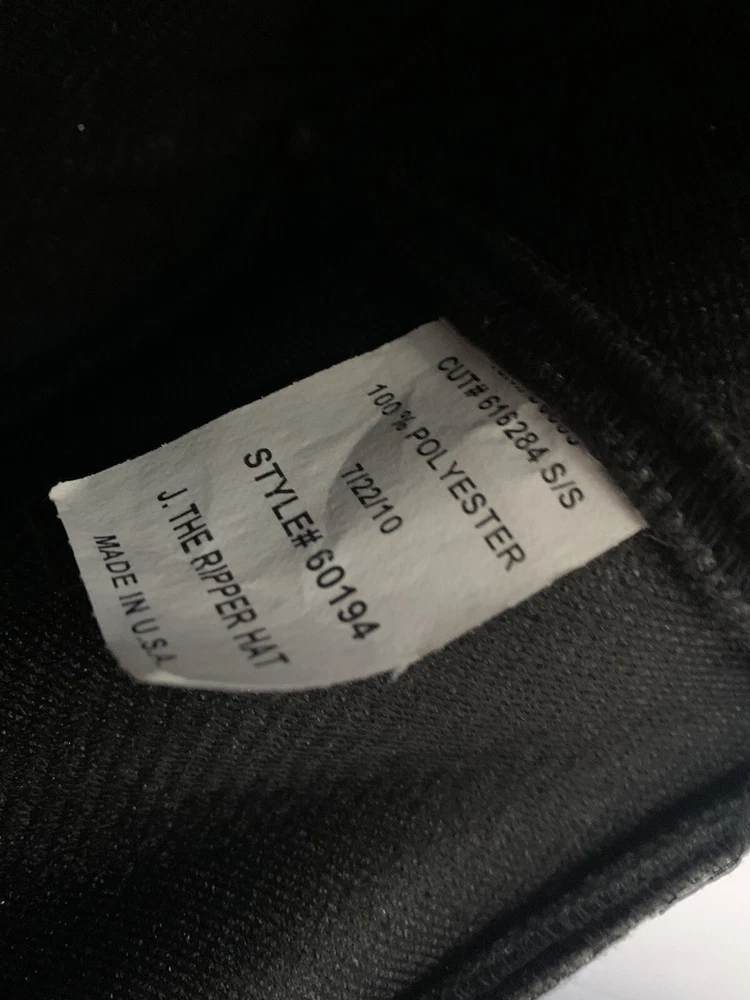 CUT# 616284 S/S
100% POLYESTER
7/22/10
STYLE# 60194
J. THE RIPPER HAT
MADE IN U.S.A.